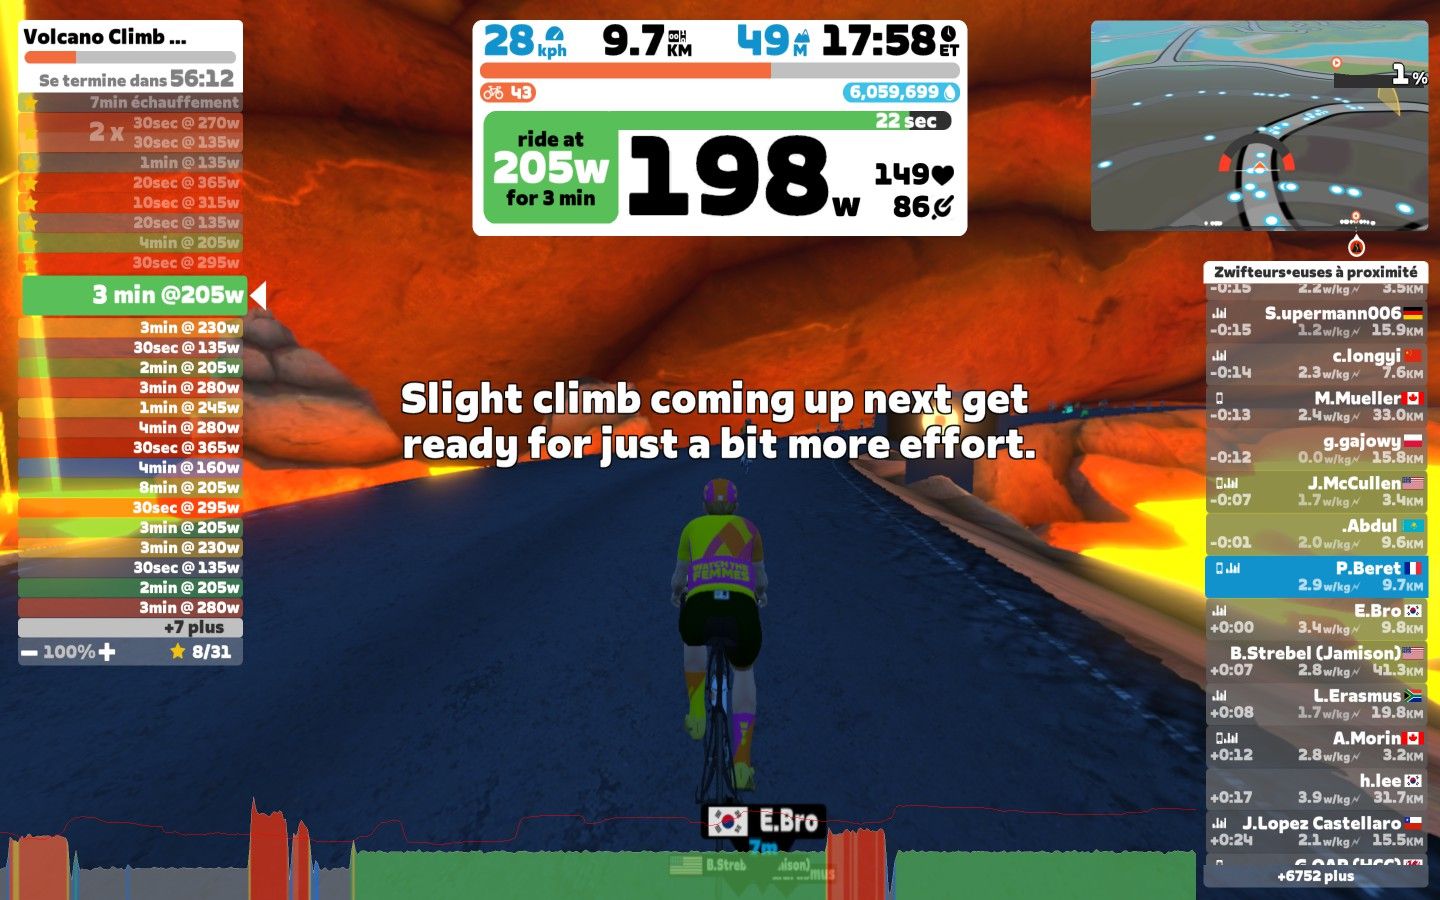 Volcano Climb ...
Se termine dans 56:12
7min échauffement
2 x
30sec @ 270w
30sec @ 135w
1min @ 135w
20sec @ 365w
10sec @ 315w
20sec @ 135w
4min @ 205w
30sec @ 295w
3 min @205w
3min @ 230w
30sec @ 135w
2min @ 205w
3min @ 280w
1min @ 245w
4min @ 280w
30sec @ 365w
4min @ 160w
8min @ 205w
30sec @ 295w
3min @ 205w
3min @ 230w
30sec @ 135w
2min @ 205w
3min @ 280w
+7 plus
100%
8/31
28 kph
9.7 KM
49 M
17:58 ET
43
6,059,699
22 sec
ride at
205w
for 3 min
198 w
149
86
1 %
Slight climb coming up next get
ready for just a bit more effort.
WATCH THE
FEMMES
E.Bro
7m
Zwifteurs•euses à proximité
-0:15 2.2w/kg 3.5KM
S.upermann006
-0:15 1.2w/kg 15.9KM
c.longyi
-0:14 2.3w/kg 7.6KM
M.Mueller
-0:13 2.4w/kg 33.0KM
g.gajowy
-0:12 0.0w/kg 15.8KM
J.McCullen
-0:07 1.7w/kg 3.4KM
.Abdul
-0:01 2.0w/kg 9.6KM
P.Beret
2.9w/kg 9.7KM
E.Bro
+0:00 3.4w/kg 9.8KM
B.Strebel (Jamison)
+0:07 2.8w/kg 41.3KM
L.Erasmus
+0:08 1.7w/kg 19.8KM
A.Morin
+0:12 2.8w/kg 3.2KM
h.lee
+0:17 3.9w/kg 31.7KM
J.Lopez Castellaro
+0:24 2.1w/kg 15.5KM
+6752 plus